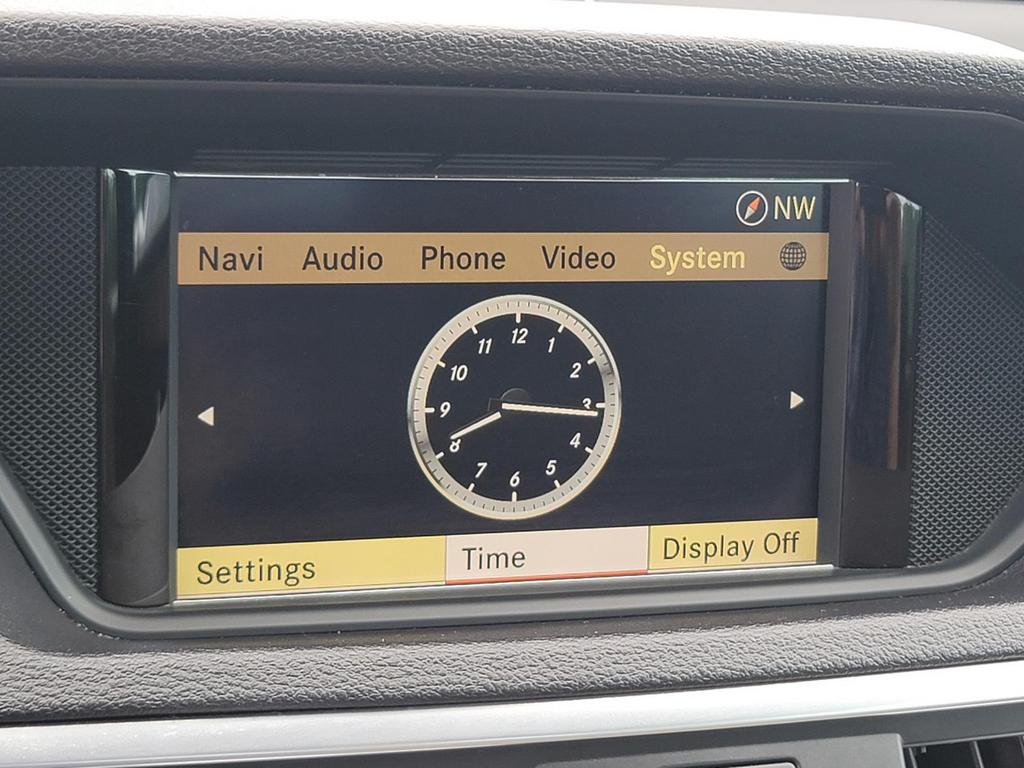 NW
Navi Audio Phone Video System
12
11 1
10 2
9 3
8 4
7 5
6
Settings Time Display Off